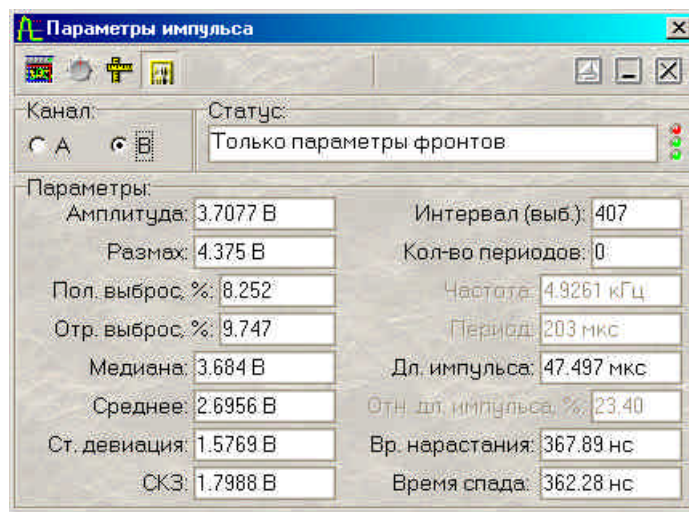 Параметры импульса
Канал:
A B
Статус:
Только параметры фронтов
Параметры:
Амплитуда: 3.7077 В
Размах: 4.375 В
Пол. выброс, %: 8.252
Отр. выброс, %: 9.747
Медиана: 3.684 В
Среднее: 2.6956 В
Ст. девиация: 1.5769 В
СКЗ: 1.7988 В
Интервал (выб.): 407
Кол-во периодов: 0
Частота: 4.9261 кГц
Период: 203 мкс
Дл. импульса: 47.497 мкс
Отн. дл. импульса, %: 23.40
Вр. нарастания: 367.89 нс
Время спада: 362.28 нс